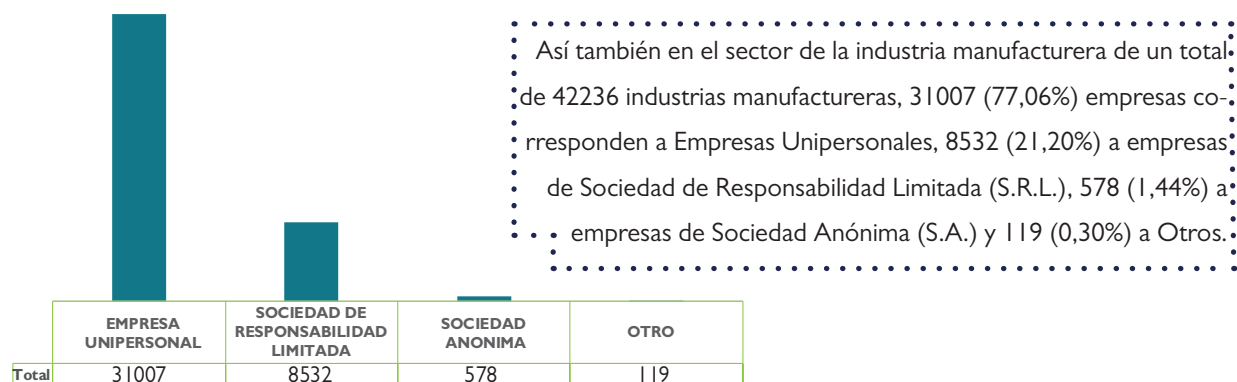 Así también en el sector de la industria manufacturera de un total
de 42236 industrias manufactureras, 31007 (77,06%) empresas co-
rresponden a Empresas Unipersonales, 8532 (21,20%) a empresas
de Sociedad de Responsabilidad Limitada (S.R.L.), 578 (1,44%) a
empresas de Sociedad Anónima (S.A.) y 119 (0,30%) a Otros.
EMPRESA
UNIPERSONAL
SOCIEDAD DE
RESPONSABILIDAD
LIMITADA
SOCIEDAD
ANONIMA
OTRO
Total 31007 8532 578 119